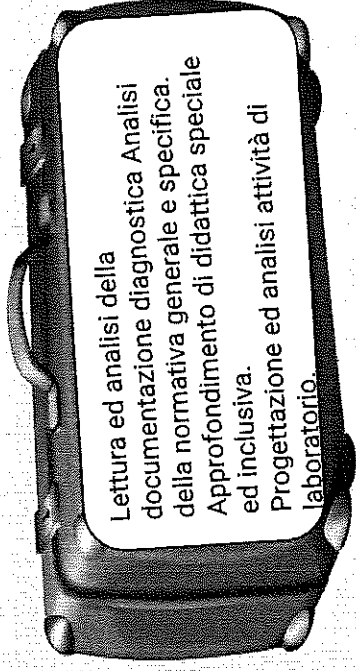 Lettura ed analisi della
documentazione diagnostica Analisi
della normativa generale e specifica.
Approfondimento di didattica speciale
ed inclusiva.
Progettazione ed analisi attività di
laboratorio.